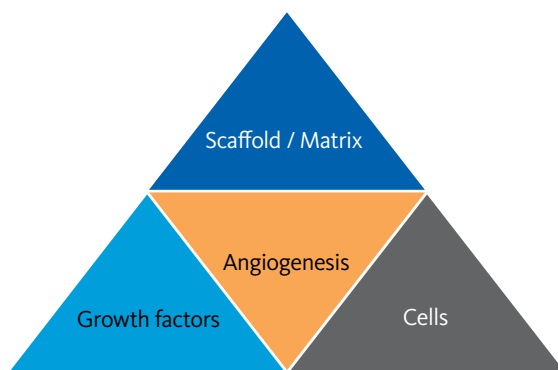 Scaffold / Matrix
Angiogenesis
Growth factors
Cells